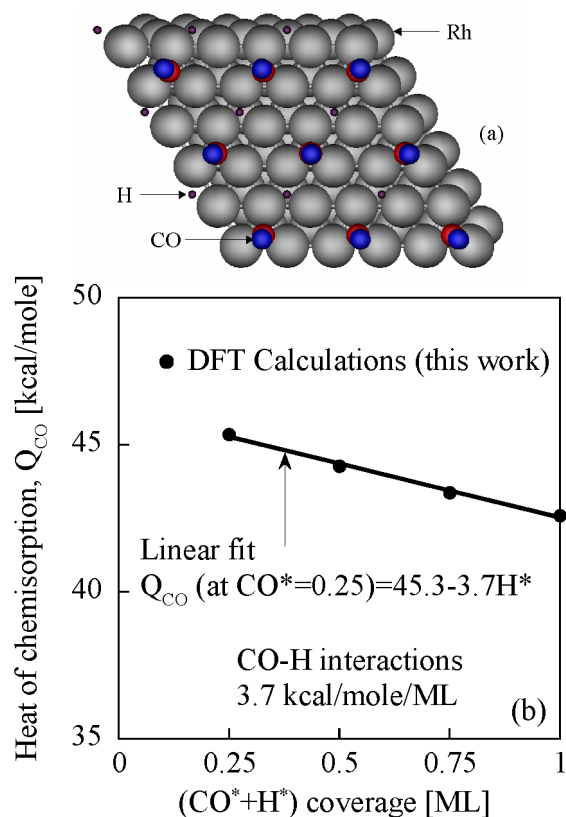 Rh
(a)
H
CO
Heat of chemisorption, Q_CO [kcal/mole]
50
45
40
35
DFT Calculations (this work)
Linear fit
Q_CO (at CO*=0.25)=45.3-3.7H*
CO-H interactions
3.7 kcal/mole/ML
(b)
0 0.25 0.5 0.75 1
(CO*+H*) coverage [ML]